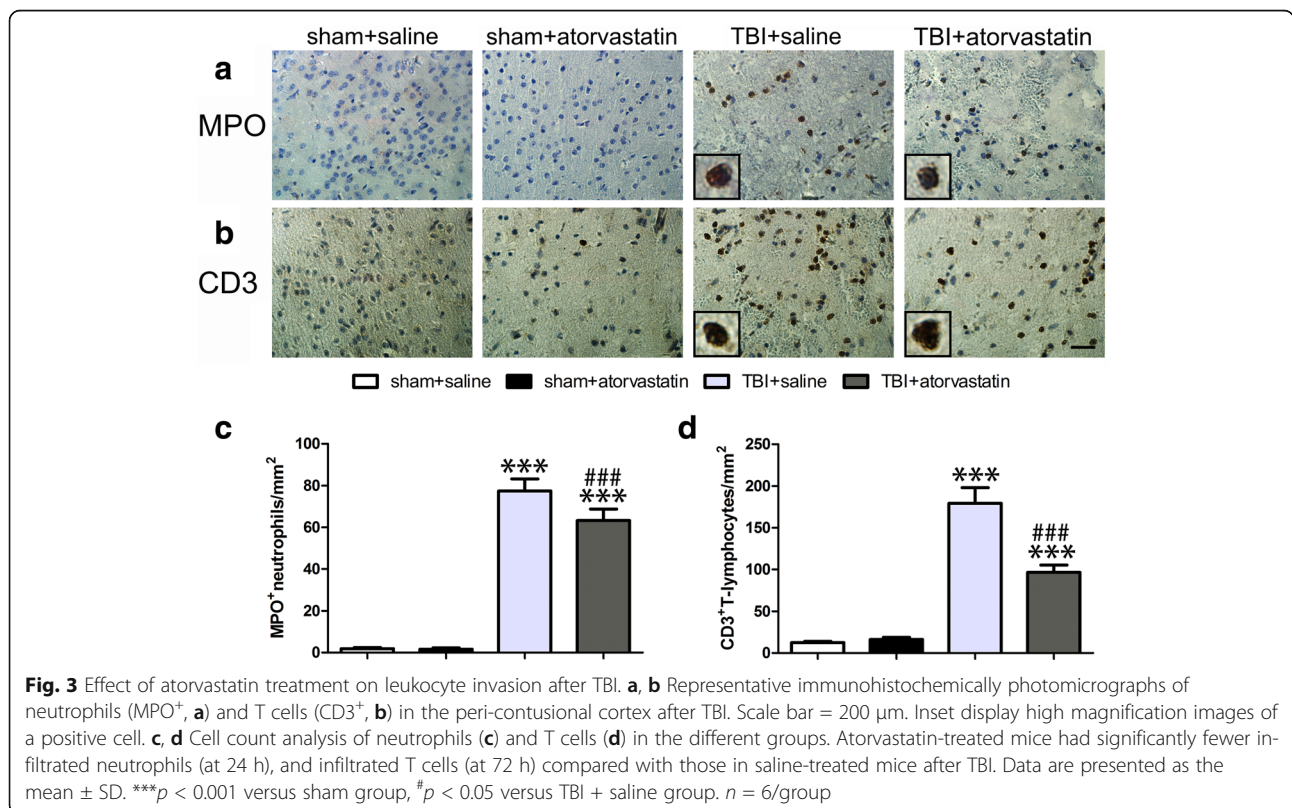 sham+saline sham+atorvastatin TBI+saline TBI+atorvastatin
a
MPO
b
CD3
sham+saline sham+atorvastatin TBI+saline TBI+atorvastatin
c
MPO⁺neutrophils/mm²
100
80
60
40
20
0
***
###
***
d
CD3⁺T-lymphocytes/mm²
250
200
150
100
50
0
***
###
***
Fig. 3 Effect of atorvastatin treatment on leukocyte invasion after TBI. a, b Representative immunohistochemically photomicrographs of
neutrophils (MPO⁺, a) and T cells (CD3⁺, b) in the peri-contusional cortex after TBI. Scale bar = 200 μm. Inset display high magnification images of
a positive cell. c, d Cell count analysis of neutrophils (c) and T cells (d) in the different groups. Atorvastatin-treated mice had significantly fewer in-
filtrated neutrophils (at 24 h), and infiltrated T cells (at 72 h) compared with those in saline-treated mice after TBI. Data are presented as the
mean ± SD. ***p < 0.001 versus sham group, #p < 0.05 versus TBI + saline group. n = 6/group